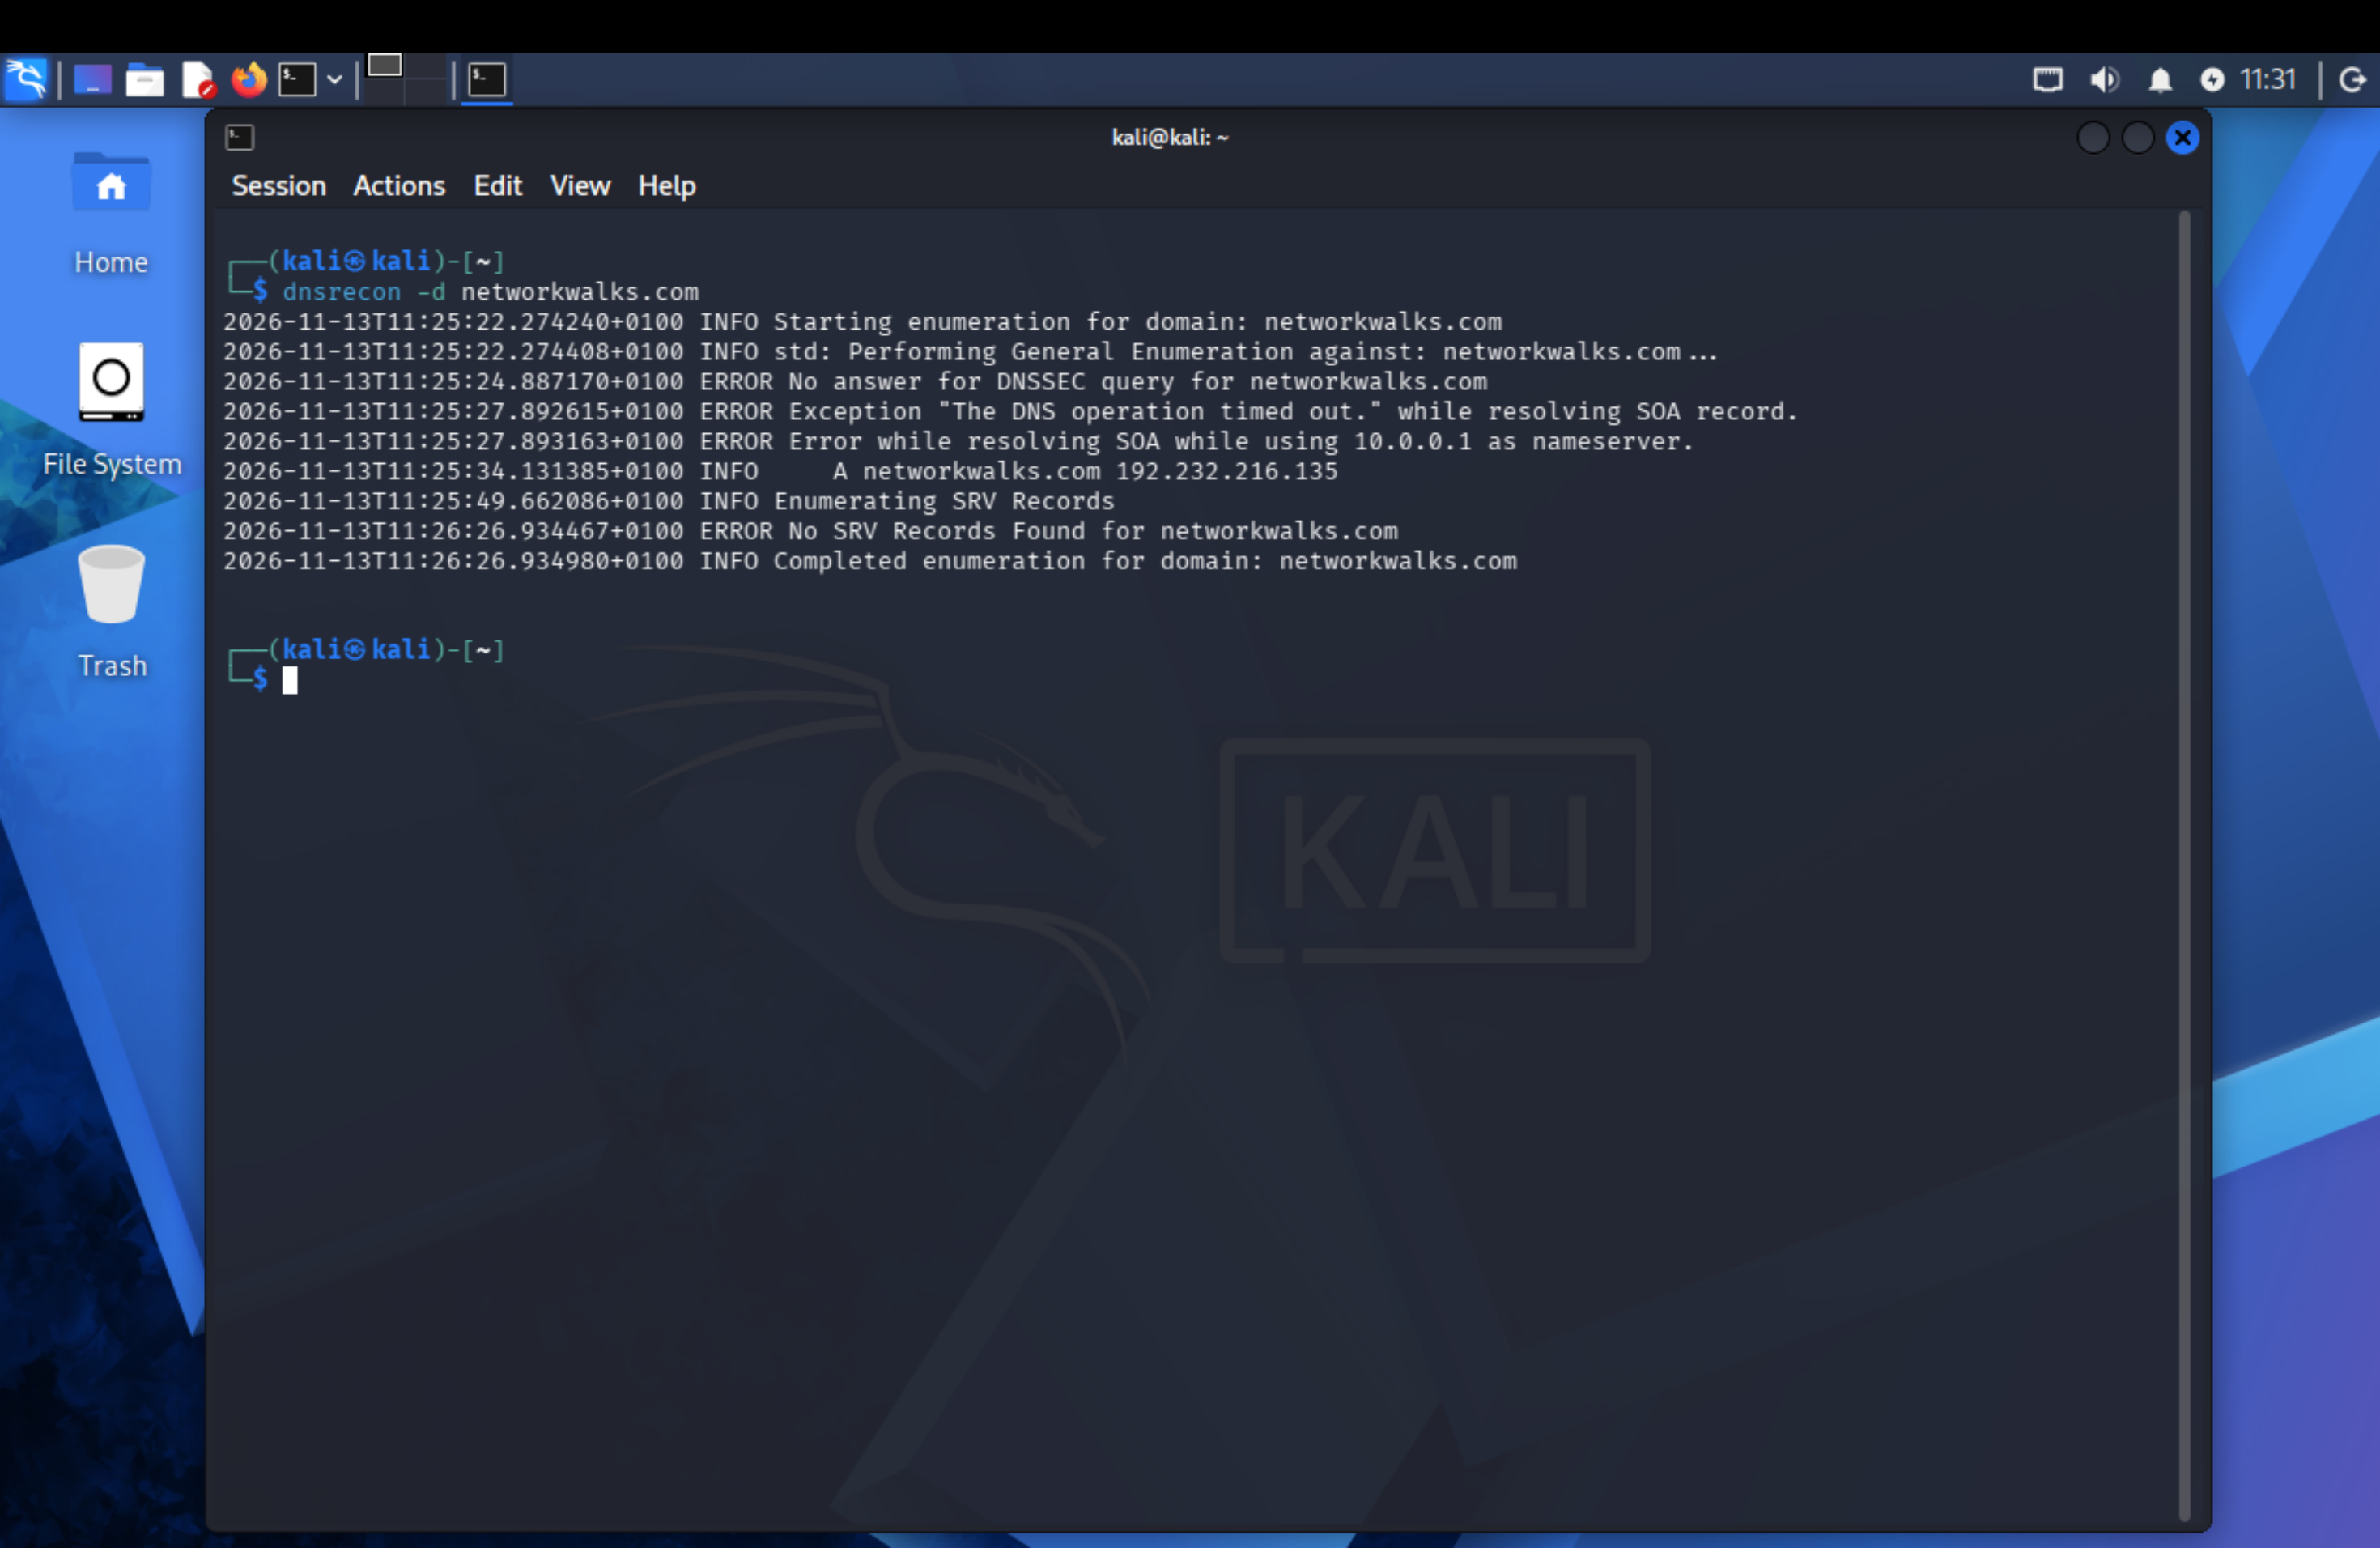 11:31
kali@kali: ~
Session Actions Edit View Help
Home
File System
Trash
┌──(kali㉿kali)-[~]
└─$ dnsrecon -d networkwalks.com
2026-11-13T11:25:22.274240+0100 INFO Starting enumeration for domain: networkwalks.com
2026-11-13T11:25:22.274408+0100 INFO std: Performing General Enumeration against: networkwalks.com...
2026-11-13T11:25:24.887170+0100 ERROR No answer for DNSSEC query for networkwalks.com
2026-11-13T11:25:27.892615+0100 ERROR Exception "The DNS operation timed out." while resolving SOA record.
2026-11-13T11:25:27.893163+0100 ERROR Error while resolving SOA while using 10.0.0.1 as nameserver.
2026-11-13T11:25:34.131385+0100 INFO     A networkwalks.com 192.232.216.135
2026-11-13T11:25:49.662086+0100 INFO Enumerating SRV Records
2026-11-13T11:26:26.934467+0100 ERROR No SRV Records Found for networkwalks.com
2026-11-13T11:26:26.934980+0100 INFO Completed enumeration for domain: networkwalks.com
┌──(kali㉿kali)-[~]
└─$
KALI